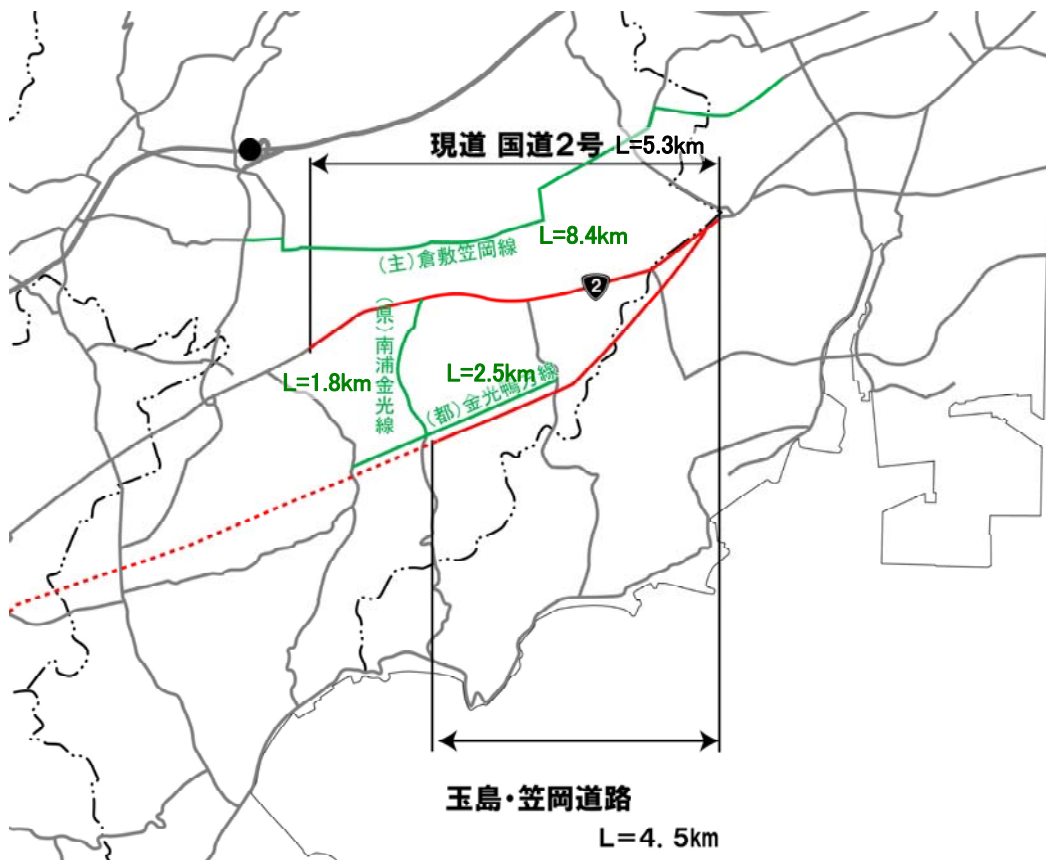 現道 国道2号 L=5.3km
L=8.4km
(主)倉敷笠岡線
2
(県)南浦金光線
L=1.8km
L=2.5km
(都)金光鴨方線
玉島・笠岡道路
L=4.5km